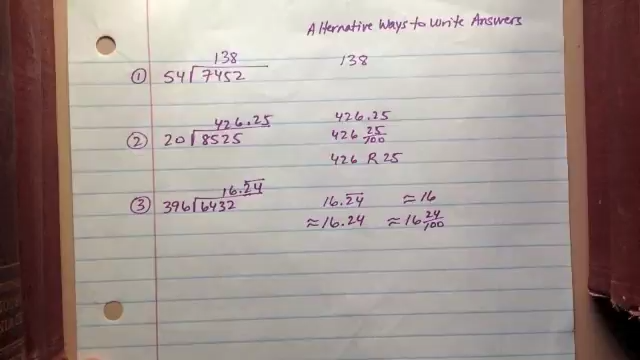 Alternative Ways to Write Answers
138 138
① 54⟌7452
426.25 426.25
② 20⟌8525 426 25/100
426 R 25
16.2̅4̅ 16.2̅4̅ ≈16
③ 396⟌6432 ≈16.24 ≈16 24/100